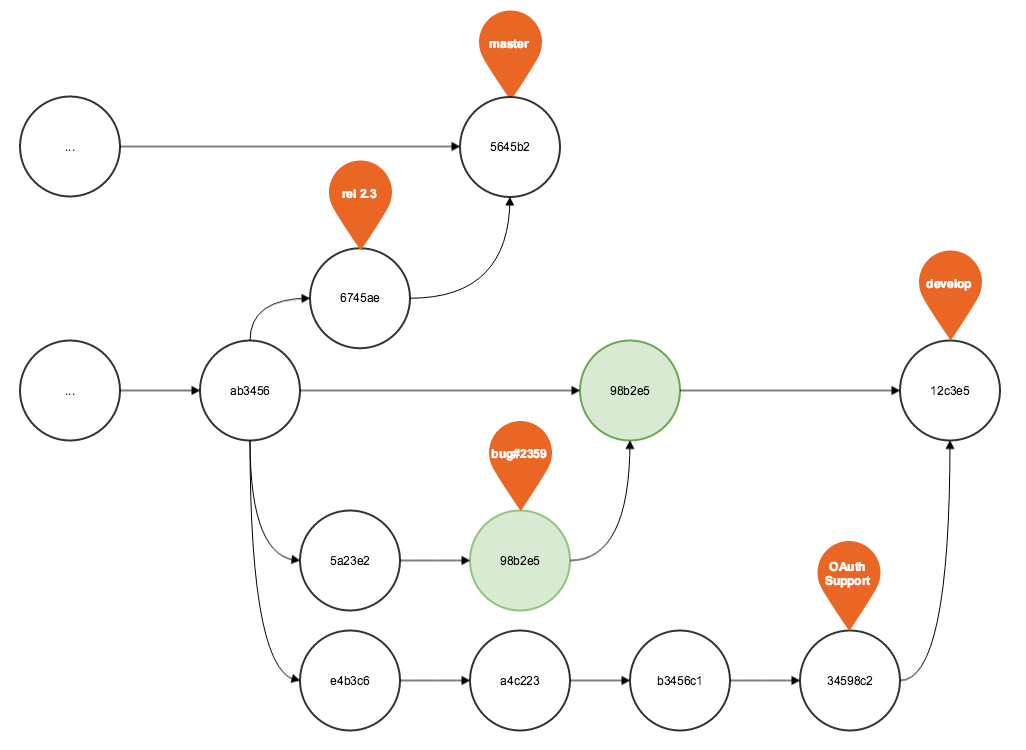 master
...
5645b2
rel 2.3
6745ae
develop
...
ab3456
98b2e5
12c3e5
bug#2359
5a23e2
98b2e5
OAuth
Support
e4b3c6
a4c223
b3456c1
34598c2